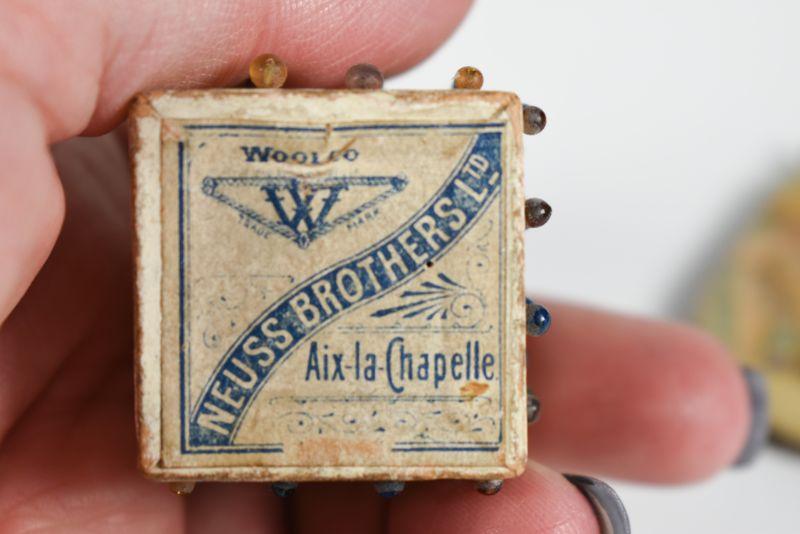 WOOLCO
W
TRADE MARK
NEUSS BROTHERS LTD
Aix-la-Chapelle